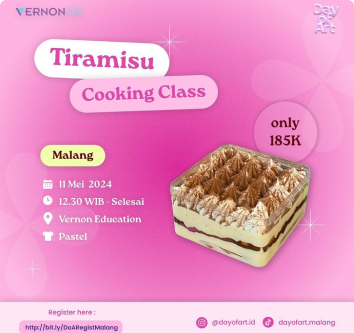 VERNON
Day
of
Art
Tiramisu
Cooking Class
only
185K
Malang
11 Mei 2024
12.30 WIB - Selesai
Vernon Education
Pastel
Register here :
http://bit.ly/DoARegistMalang
@dayofart.id
dayofart.malang